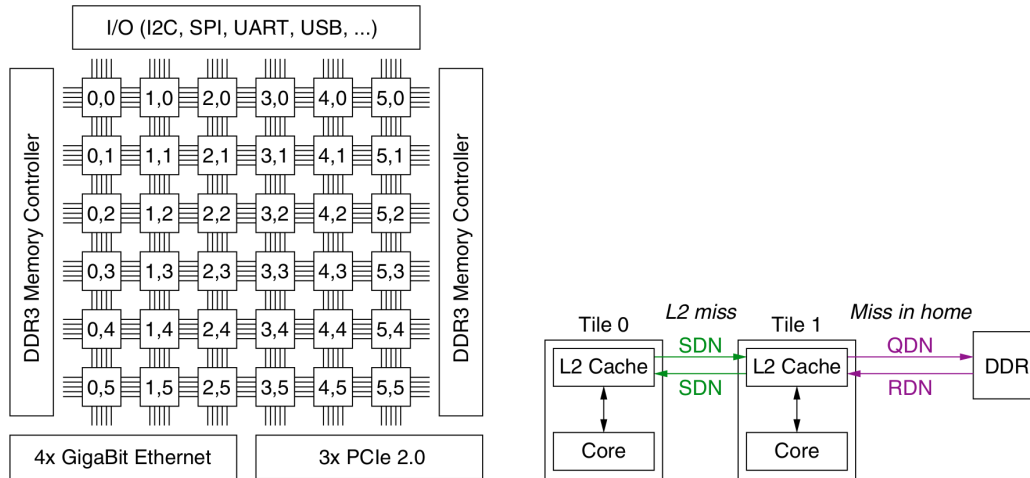 I/O (I2C, SPI, UART, USB, ...)
DDR3 Memory Controller
0,0 1,0 2,0 3,0 4,0 5,0
0,1 1,1 2,1 3,1 4,1 5,1
0,2 1,2 2,2 3,2 4,2 5,2
0,3 1,3 2,3 3,3 4,3 5,3
0,4 1,4 2,4 3,4 4,4 5,4
0,5 1,5 2,5 3,5 4,5 5,5
DDR3 Memory Controller
4x GigaBit Ethernet
3x PCIe 2.0
L2 miss
Miss in home
Tile 0
Tile 1
SDN
QDN
L2 Cache
L2 Cache
DDR
SDN
RDN
Core
Core